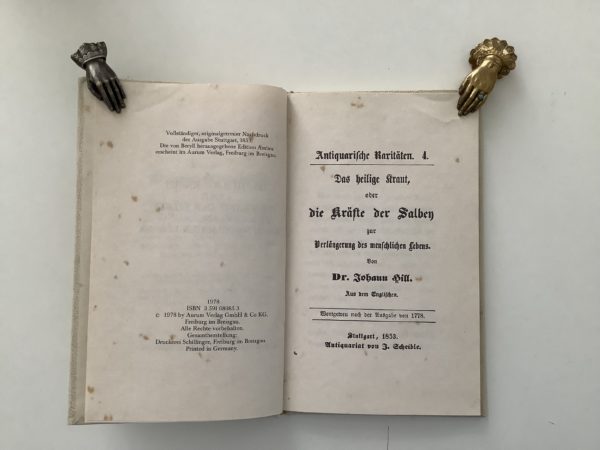 Vollständiger, originalgetreuer Nachdruck
der Ausgabe Stuttgart, 1853
Die von Beryll herausgegebene Edition Ambra
erscheint im Aurum Verlag, Freiburg im Breisgau.
1978
ISBN 3 591 08085 3
© 1978 by Aurum Verlag GmbH & Co KG,
Freiburg im Breisgau.
Alle Rechte vorbehalten.
Gesamtherstellung:
Druckerei Schillinger, Freiburg im Breisgau
Printed in Germany.
Antiquarische Raritäten. 4.
Das heilige Kraut,
oder
die Kräfte der Salbey
zur
Verlängerung des menschlichen Lebens.
Von
Dr. Johann Hill.
Aus dem Englischen.
Wortgetreu nach der Ausgabe von 1778.
Stuttgart, 1853.
Antiquariat von J. Scheible.